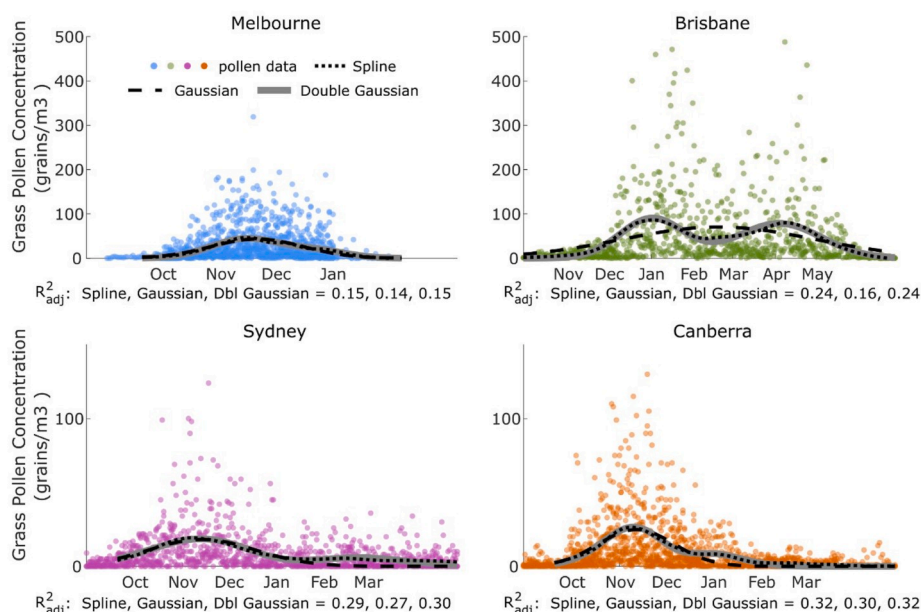 Melbourne
Brisbane
Grass Pollen Concentration
(grains/m3 )
500
400
300
200
100
0
pollen data
Spline
Gaussian
Double Gaussian
Oct Nov Dec Jan
R²adj: Spline, Gaussian, Dbl Gaussian = 0.15, 0.14, 0.15
500
400
300
200
100
0
Nov Dec Jan Feb Mar Apr May
R²adj: Spline, Gaussian, Dbl Gaussian = 0.24, 0.16, 0.24
Sydney
Canberra
Grass Pollen Concentration
(grains/m3 )
100
0
Oct Nov Dec Jan Feb Mar
R²adj: Spline, Gaussian, Dbl Gaussian = 0.29, 0.27, 0.30
100
0
Oct Nov Dec Jan Feb Mar
R²adj: Spline, Gaussian, Dbl Gaussian = 0.32, 0.30, 0.32